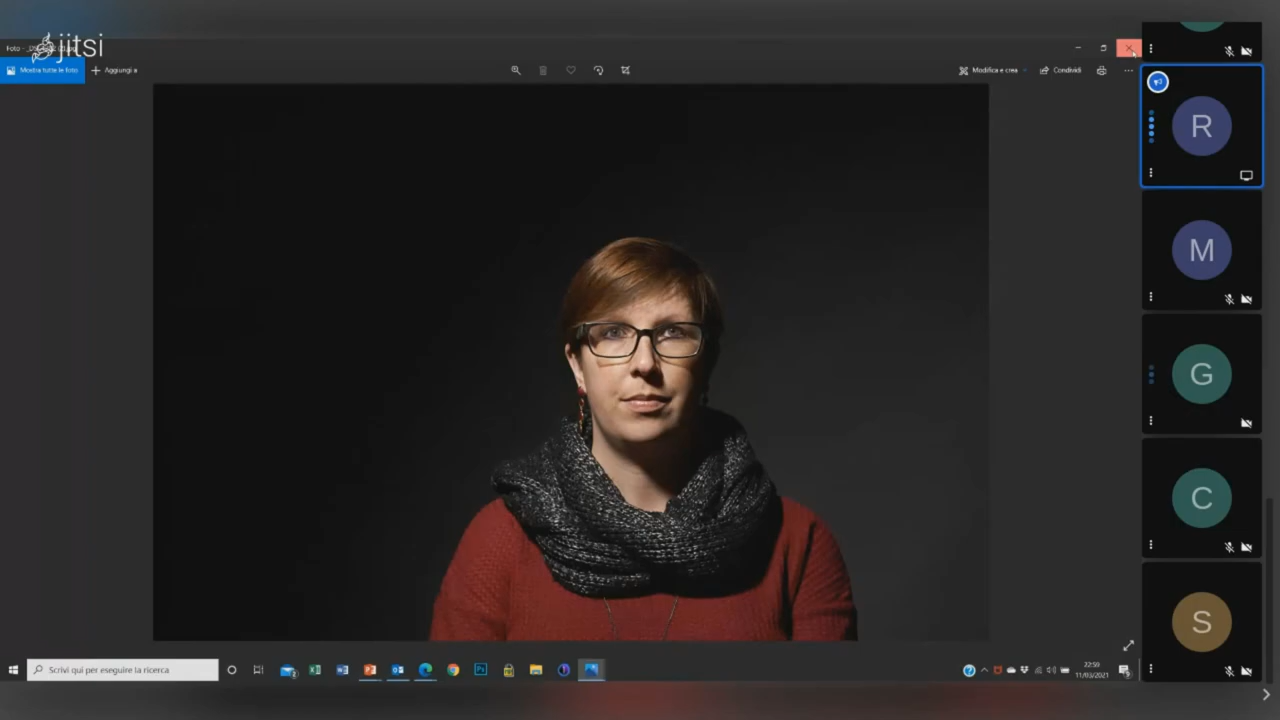 jitsi
Foto -
Mostra tutte le foto
Aggiungi a
Modifica e crea
Condividi
R
M
G
C
S
Scrivi qui per eseguire la ricerca
22:59
11/03/2021